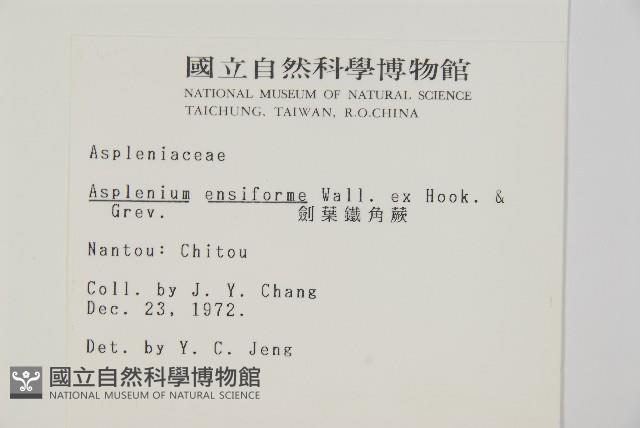 國立自然科學博物館
NATIONAL MUSEUM OF NATURAL SCIENCE
TAICHUNG, TAIWAN, R.O.CHINA
Aspleniaceae
Asplenium ensiforme Wall. ex Hook. &
Grev. 劍葉鐵角蕨
Nantou: Chitou
Coll. by J. Y. Chang
Dec. 23, 1972.
Det. by Y. C. Jeng
國立自然科學博物館
NATIONAL MUSEUM OF NATURAL SCIENCE